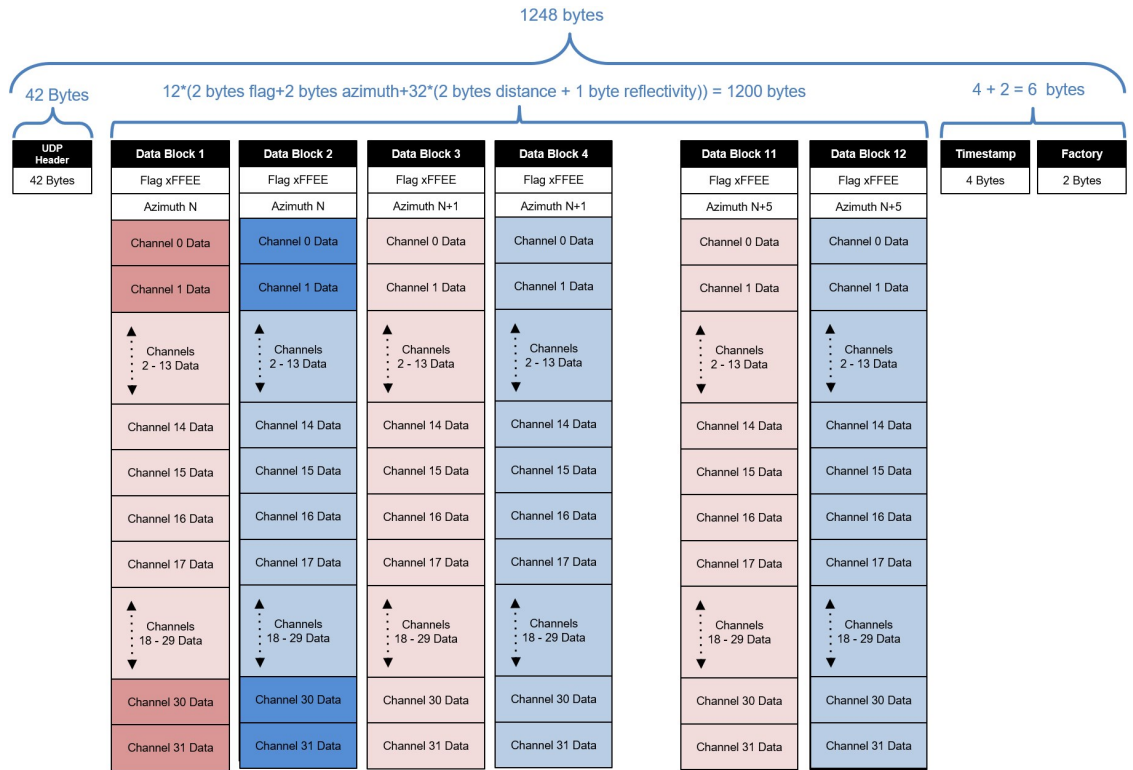 1248 bytes
42 Bytes
12*(2 bytes flag+2 bytes azimuth+32*(2 bytes distance + 1 byte reflectivity)) = 1200 bytes
4 + 2 = 6 bytes
UDP
Header
42 Bytes
Data Block 1
Flag xFFEE
Azimuth N
Channel 0 Data
Channel 1 Data
Channels
2 - 13 Data
Channel 14 Data
Channel 15 Data
Channel 16 Data
Channel 17 Data
Channels
18 - 29 Data
Channel 30 Data
Channel 31 Data
Data Block 2
Flag xFFEE
Azimuth N
Channel 0 Data
Channel 1 Data
Channels
2 - 13 Data
Channel 14 Data
Channel 15 Data
Channel 16 Data
Channel 17 Data
Channels
18 - 29 Data
Channel 30 Data
Channel 31 Data
Data Block 3
Flag xFFEE
Azimuth N+1
Channel 0 Data
Channel 1 Data
Channels
2 - 13 Data
Channel 14 Data
Channel 15 Data
Channel 16 Data
Channel 17 Data
Channels
18 - 29 Data
Channel 30 Data
Channel 31 Data
Data Block 4
Flag xFFEE
Azimuth N+1
Channel 0 Data
Channel 1 Data
Channels
2 - 13 Data
Channel 14 Data
Channel 15 Data
Channel 16 Data
Channel 17 Data
Channels
18 - 29 Data
Channel 30 Data
Channel 31 Data
Data Block 11
Flag xFFEE
Azimuth N+5
Channel 0 Data
Channel 1 Data
Channels
2 - 13 Data
Channel 14 Data
Channel 15 Data
Channel 16 Data
Channel 17 Data
Channels
18 - 29 Data
Channel 30 Data
Channel 31 Data
Data Block 12
Flag xFFEE
Azimuth N+5
Channel 0 Data
Channel 1 Data
Channels
2 - 13 Data
Channel 14 Data
Channel 15 Data
Channel 16 Data
Channel 17 Data
Channels
18 - 29 Data
Channel 30 Data
Channel 31 Data
Timestamp
4 Bytes
Factory
2 Bytes